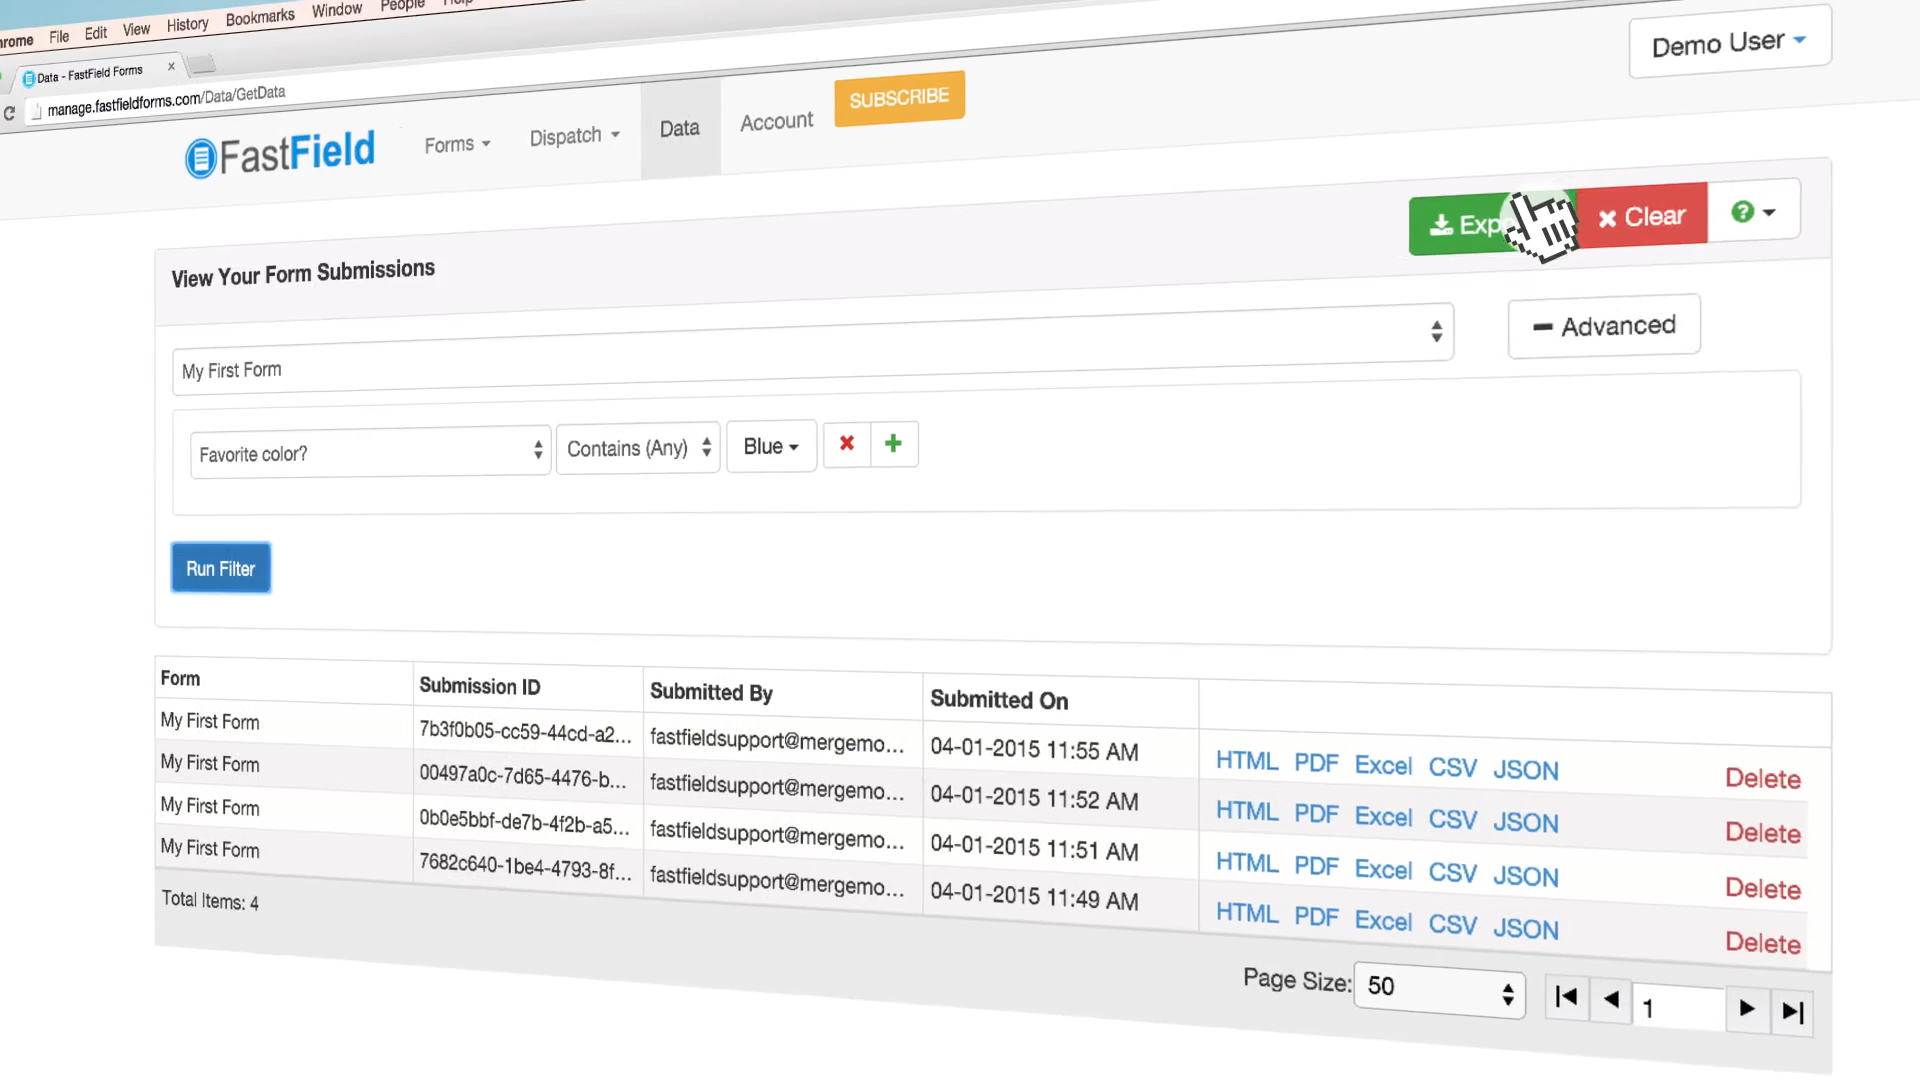 File Edit View History Bookmarks Window People
Data - FastField Forms
manage.fastfieldforms.com/Data/GetData
Demo User
FastField
Forms
Dispatch
Data
Account
SUBSCRIBE
Clear
?
View Your Form Submissions
My First Form
Advanced
Favorite color?
Contains (Any)
Blue
Run Filter
Form Submission ID Submitted By Submitted On
My First Form 7b3f0b05-cc59-44cd-a2... fastfieldsupport@mergemo... 04-01-2015 11:55 AM HTML PDF Excel CSV JSON Delete
My First Form 00497a0c-7d65-4476-b... fastfieldsupport@mergemo... 04-01-2015 11:52 AM HTML PDF Excel CSV JSON Delete
My First Form 0b0e5bbf-de7b-4f2b-a5... fastfieldsupport@mergemo... 04-01-2015 11:51 AM HTML PDF Excel CSV JSON Delete
My First Form 7682c640-1be4-4793-8f... fastfieldsupport@mergemo... 04-01-2015 11:49 AM HTML PDF Excel CSV JSON Delete
Total Items: 4
Page Size: 50
1